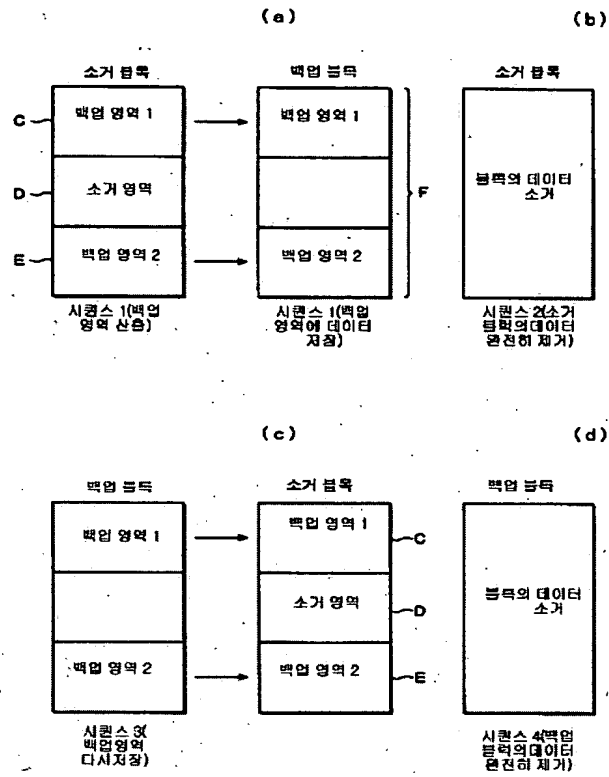 (a)
(b)
소거 블록
백업 블록
소거 블록
C
백업 영역 1
백업 영역 1
D
소거 영역
F
블록의 데이터
소거
E
백업 영역 2
백업 영역 2
시퀀스 1(백업
영역 산출)
시퀀스 1(백업
영역에 데이터
저장)
시퀀스 2(소거
블럭의데이터
완전히 제거)
(c)
(d)
백업 블록
소거 블록
백업 블록
백업 영역 1
백업 영역 1
C
소거 영역
D
블록의 데이터
소거
백업 영역 2
백업 영역 2
E
시퀀스 3(
백업영역
다시저장)
시퀀스 4(백업
블럭의데이터
완전히 제거)